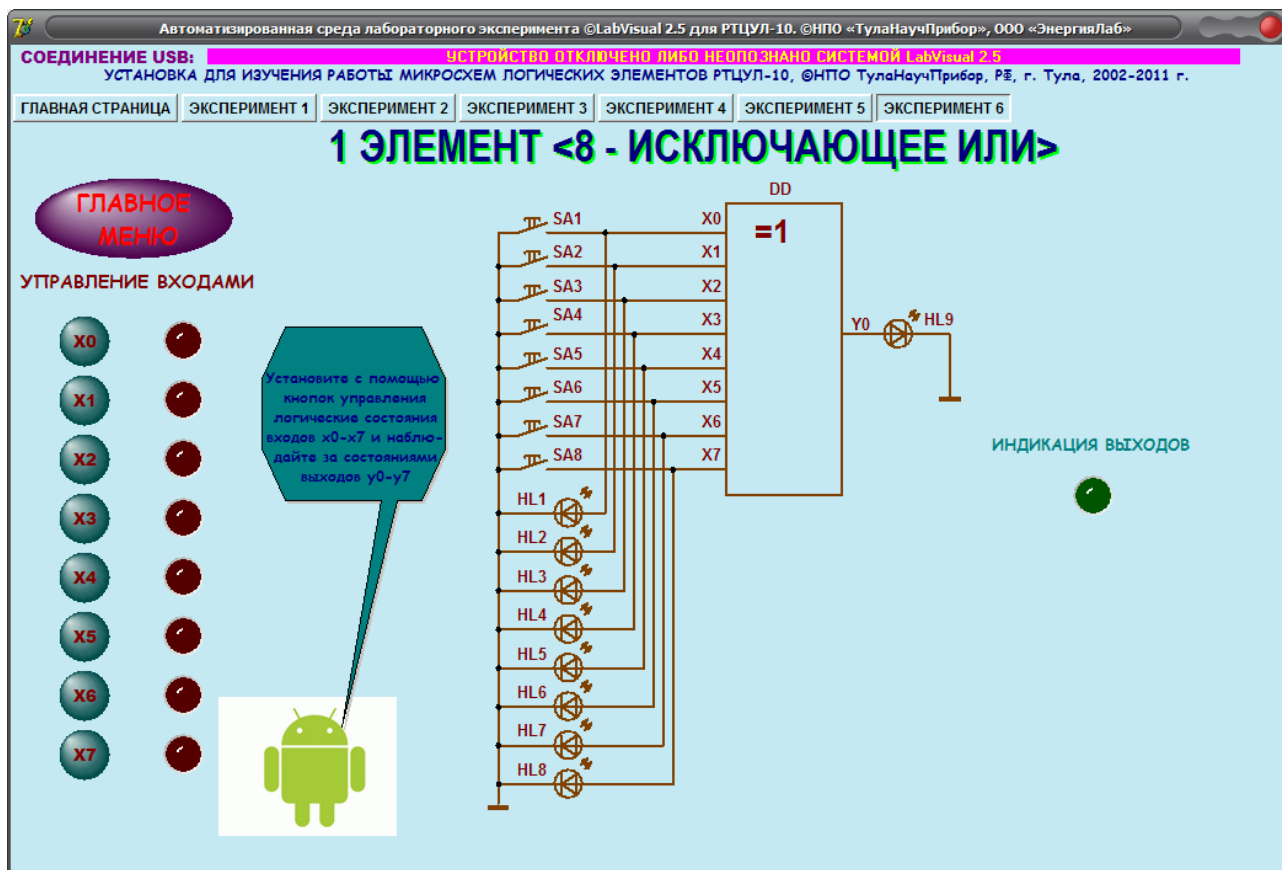 Автоматизированная среда лабораторного эксперимента ©LabVisual 2.5 для РТЦУЛ-10. ©НПО «ТулаНаучПрибор», ООО «ЭнергияЛаб»
СОЕДИНЕНИЕ USB: УСТРОЙСТВО ОТКЛЮЧЕНО ЛИБО НЕОПОЗНАНО СИСТЕМОЙ LabVisual 2.5
УСТАНОВКА ДЛЯ ИЗУЧЕНИЯ РАБОТЫ МИКРОСХЕМ ЛОГИЧЕСКИХ ЭЛЕМЕНТОВ РТЦУЛ-10, ©НПО ТулаНаучПрибор, РФ, г. Тула, 2002-2011 г.
ГЛАВНАЯ СТРАНИЦА ЭКСПЕРИМЕНТ 1 ЭКСПЕРИМЕНТ 2 ЭКСПЕРИМЕНТ 3 ЭКСПЕРИМЕНТ 4 ЭКСПЕРИМЕНТ 5 ЭКСПЕРИМЕНТ 6
1 ЭЛЕМЕНТ <8 - ИСКЛЮЧАЮЩЕЕ ИЛИ>
ГЛАВНОЕ
МЕНЮ
УПРАВЛЕНИЕ ВХОДАМИ
X0
X1
X2
X3
X4
X5
X6
X7
Установите с помощью
кнопок управления
логические состояния
входов x0-x7 и наблю-
дайте за состояниями
выходов y0-y7
DD
=1
SA1 X0
SA2 X1
SA3 X2
SA4 X3
SA5 X4
SA6 X5
SA7 X6
SA8 X7
Y0 HL9
HL1
HL2
HL3
HL4
HL5
HL6
HL7
HL8
ИНДИКАЦИЯ ВЫХОДОВ